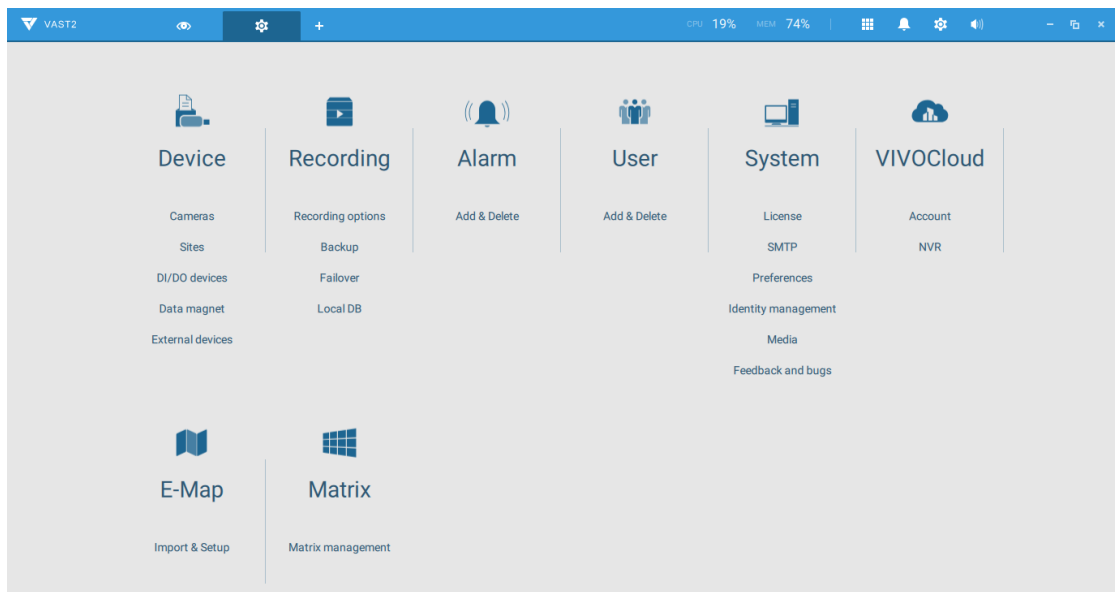 VAST2
+
CPU 19% MEM 74%
Device Recording Alarm User System VIVOCloud
Cameras Recording options Add & Delete Add & Delete License Account
Sites Backup SMTP NVR
DI/DO devices Failover Preferences
Data magnet Local DB Identity management
External devices Media
Feedback and bugs
E-Map Matrix
Import & Setup Matrix management